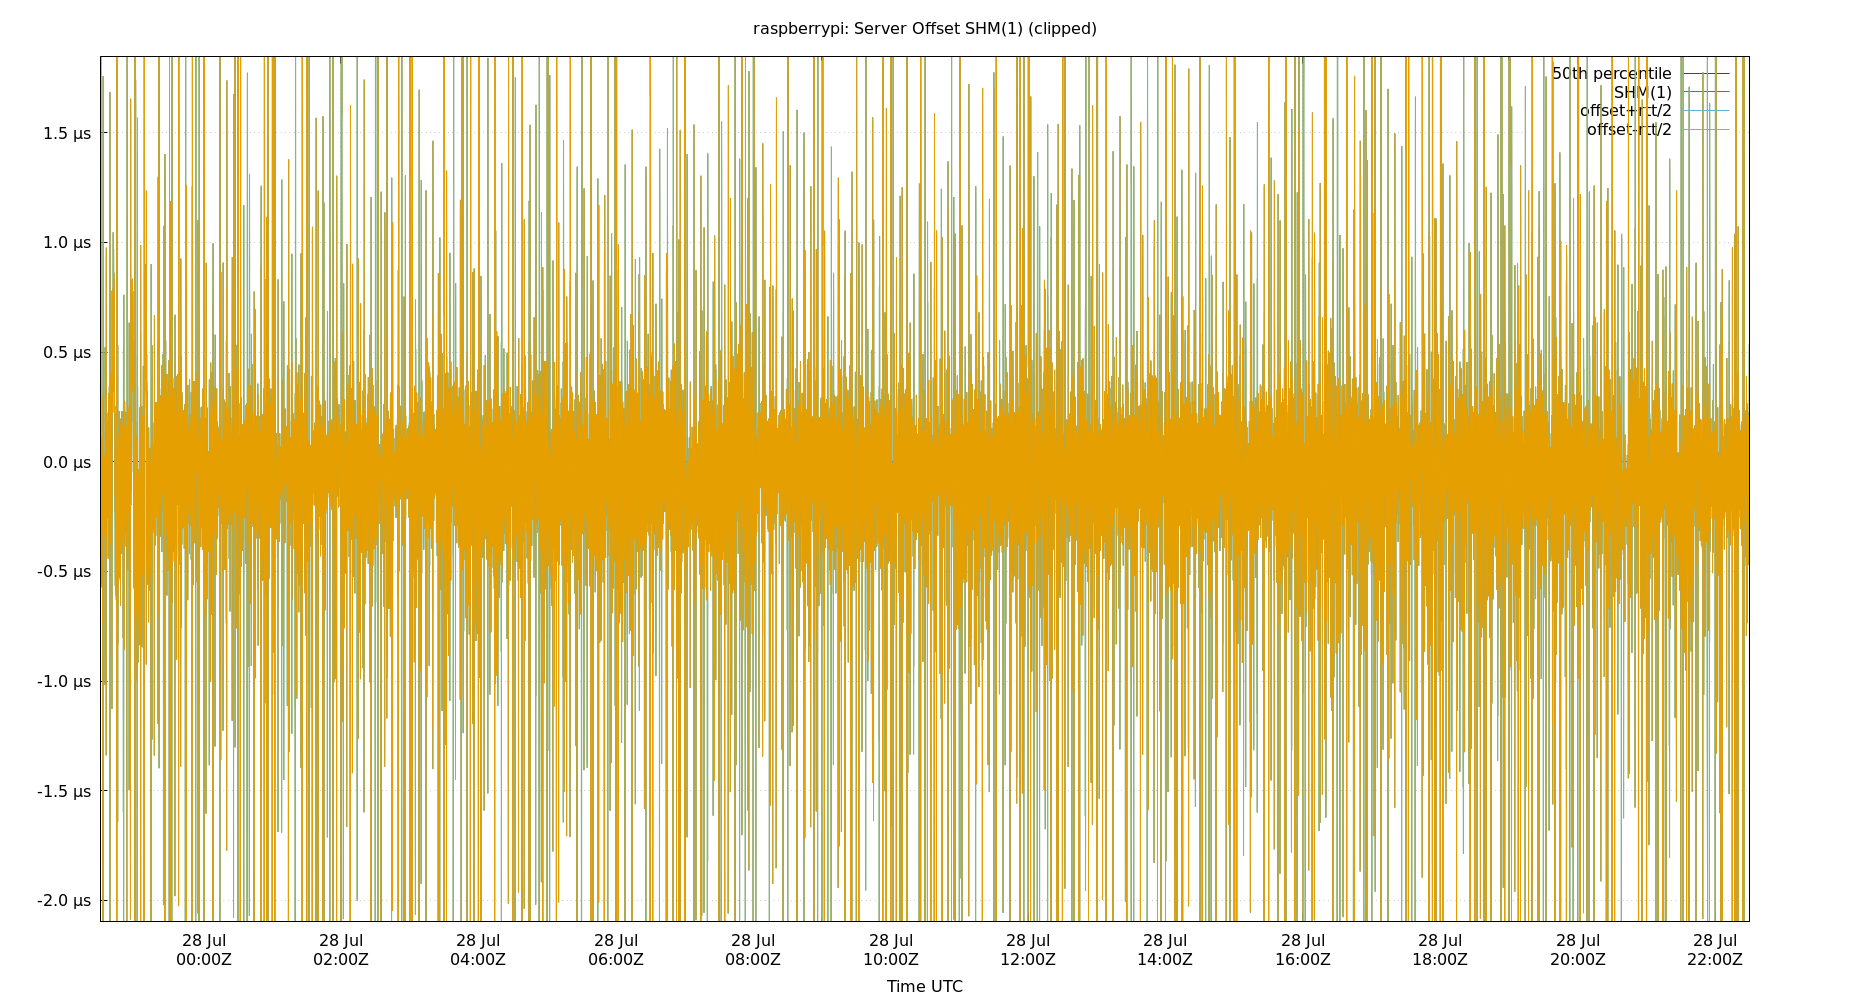 raspberrypi: Server Offset SHM(1) (clipped)
50th percentile
SHM(1)
offset+rtt/2
offset-rtt/2
1.5 µs
1.0 µs
0.5 µs
0.0 µs
-0.5 µs
-1.0 µs
-1.5 µs
-2.0 µs
28 Jul 28 Jul 28 Jul 28 Jul 28 Jul 28 Jul 28 Jul 28 Jul 28 Jul 28 Jul 28 Jul 28 Jul
00:00Z 02:00Z 04:00Z 06:00Z 08:00Z 10:00Z 12:00Z 14:00Z 16:00Z 18:00Z 20:00Z 22:00Z
Time UTC